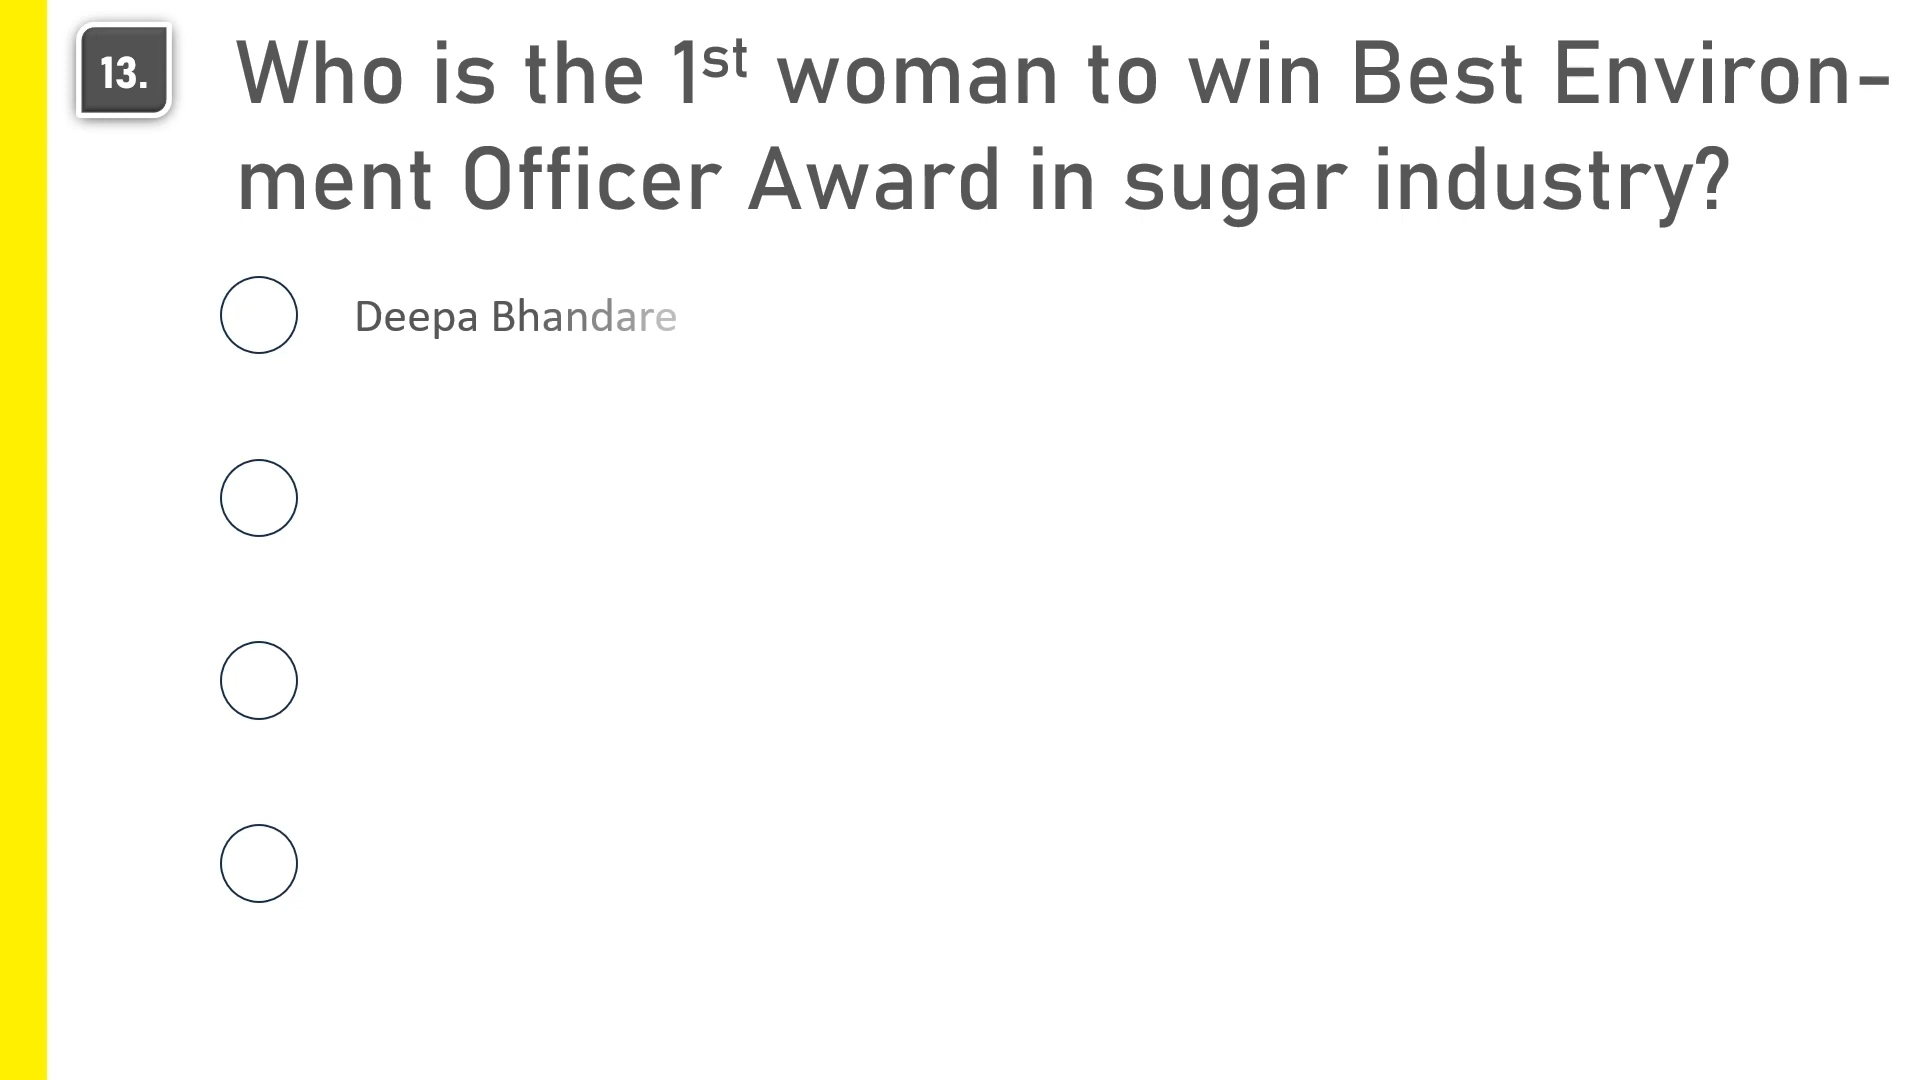 13.
Who is the 1st woman to win Best Environ-
ment Officer Award in sugar industry?
Deepa Bhandare